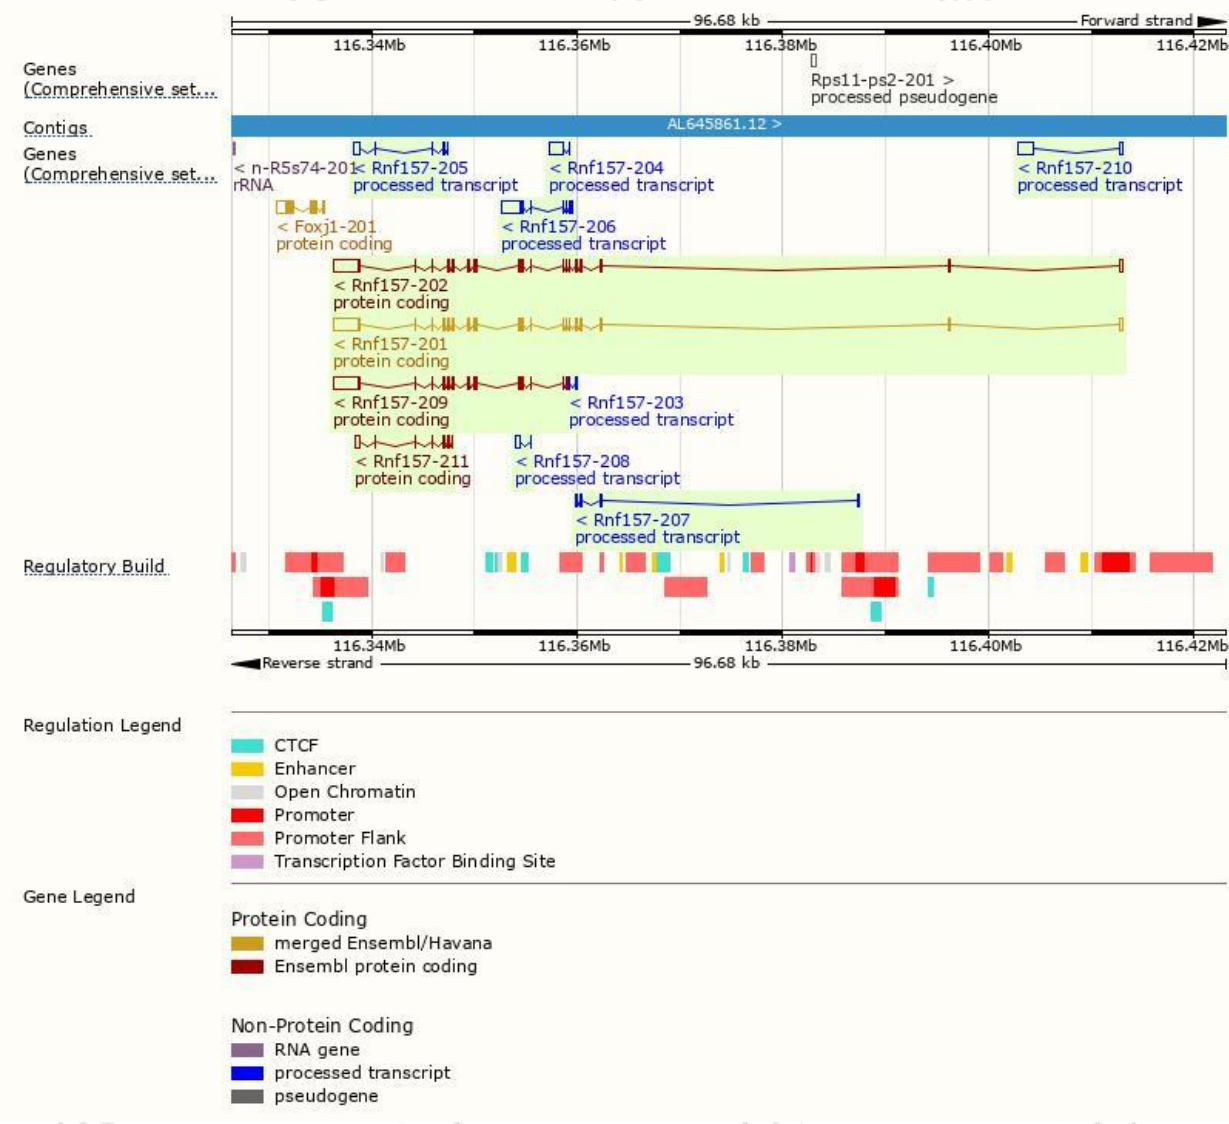 96.68 kb Forward strand
116.34Mb 116.36Mb 116.38Mb 116.40Mb 116.42Mb
Genes
(Comprehensive set...
Rps11-ps2-201 >
processed pseudogene
Contigs
AL645861.12 >
Genes
(Comprehensive set...
< n-R5s74-201 < Rnf157-205 < Rnf157-204 < Rnf157-210
rRNA processed transcript processed transcript processed transcript
< Foxj1-201 < Rnf157-206
protein coding processed transcript
< Rnf157-202
protein coding
< Rnf157-201
protein coding
< Rnf157-209 < Rnf157-203
protein coding processed transcript
< Rnf157-211 < Rnf157-208
protein coding processed transcript
< Rnf157-207
processed transcript
Regulatory Build
116.34Mb 116.36Mb 116.38Mb 116.40Mb 116.42Mb
Reverse strand 96.68 kb
Regulation Legend
CTCF
Enhancer
Open Chromatin
Promoter
Promoter Flank
Transcription Factor Binding Site
Gene Legend
Protein Coding
merged Ensembl/Havana
Ensembl protein coding
Non-Protein Coding
RNA gene
processed transcript
pseudogene